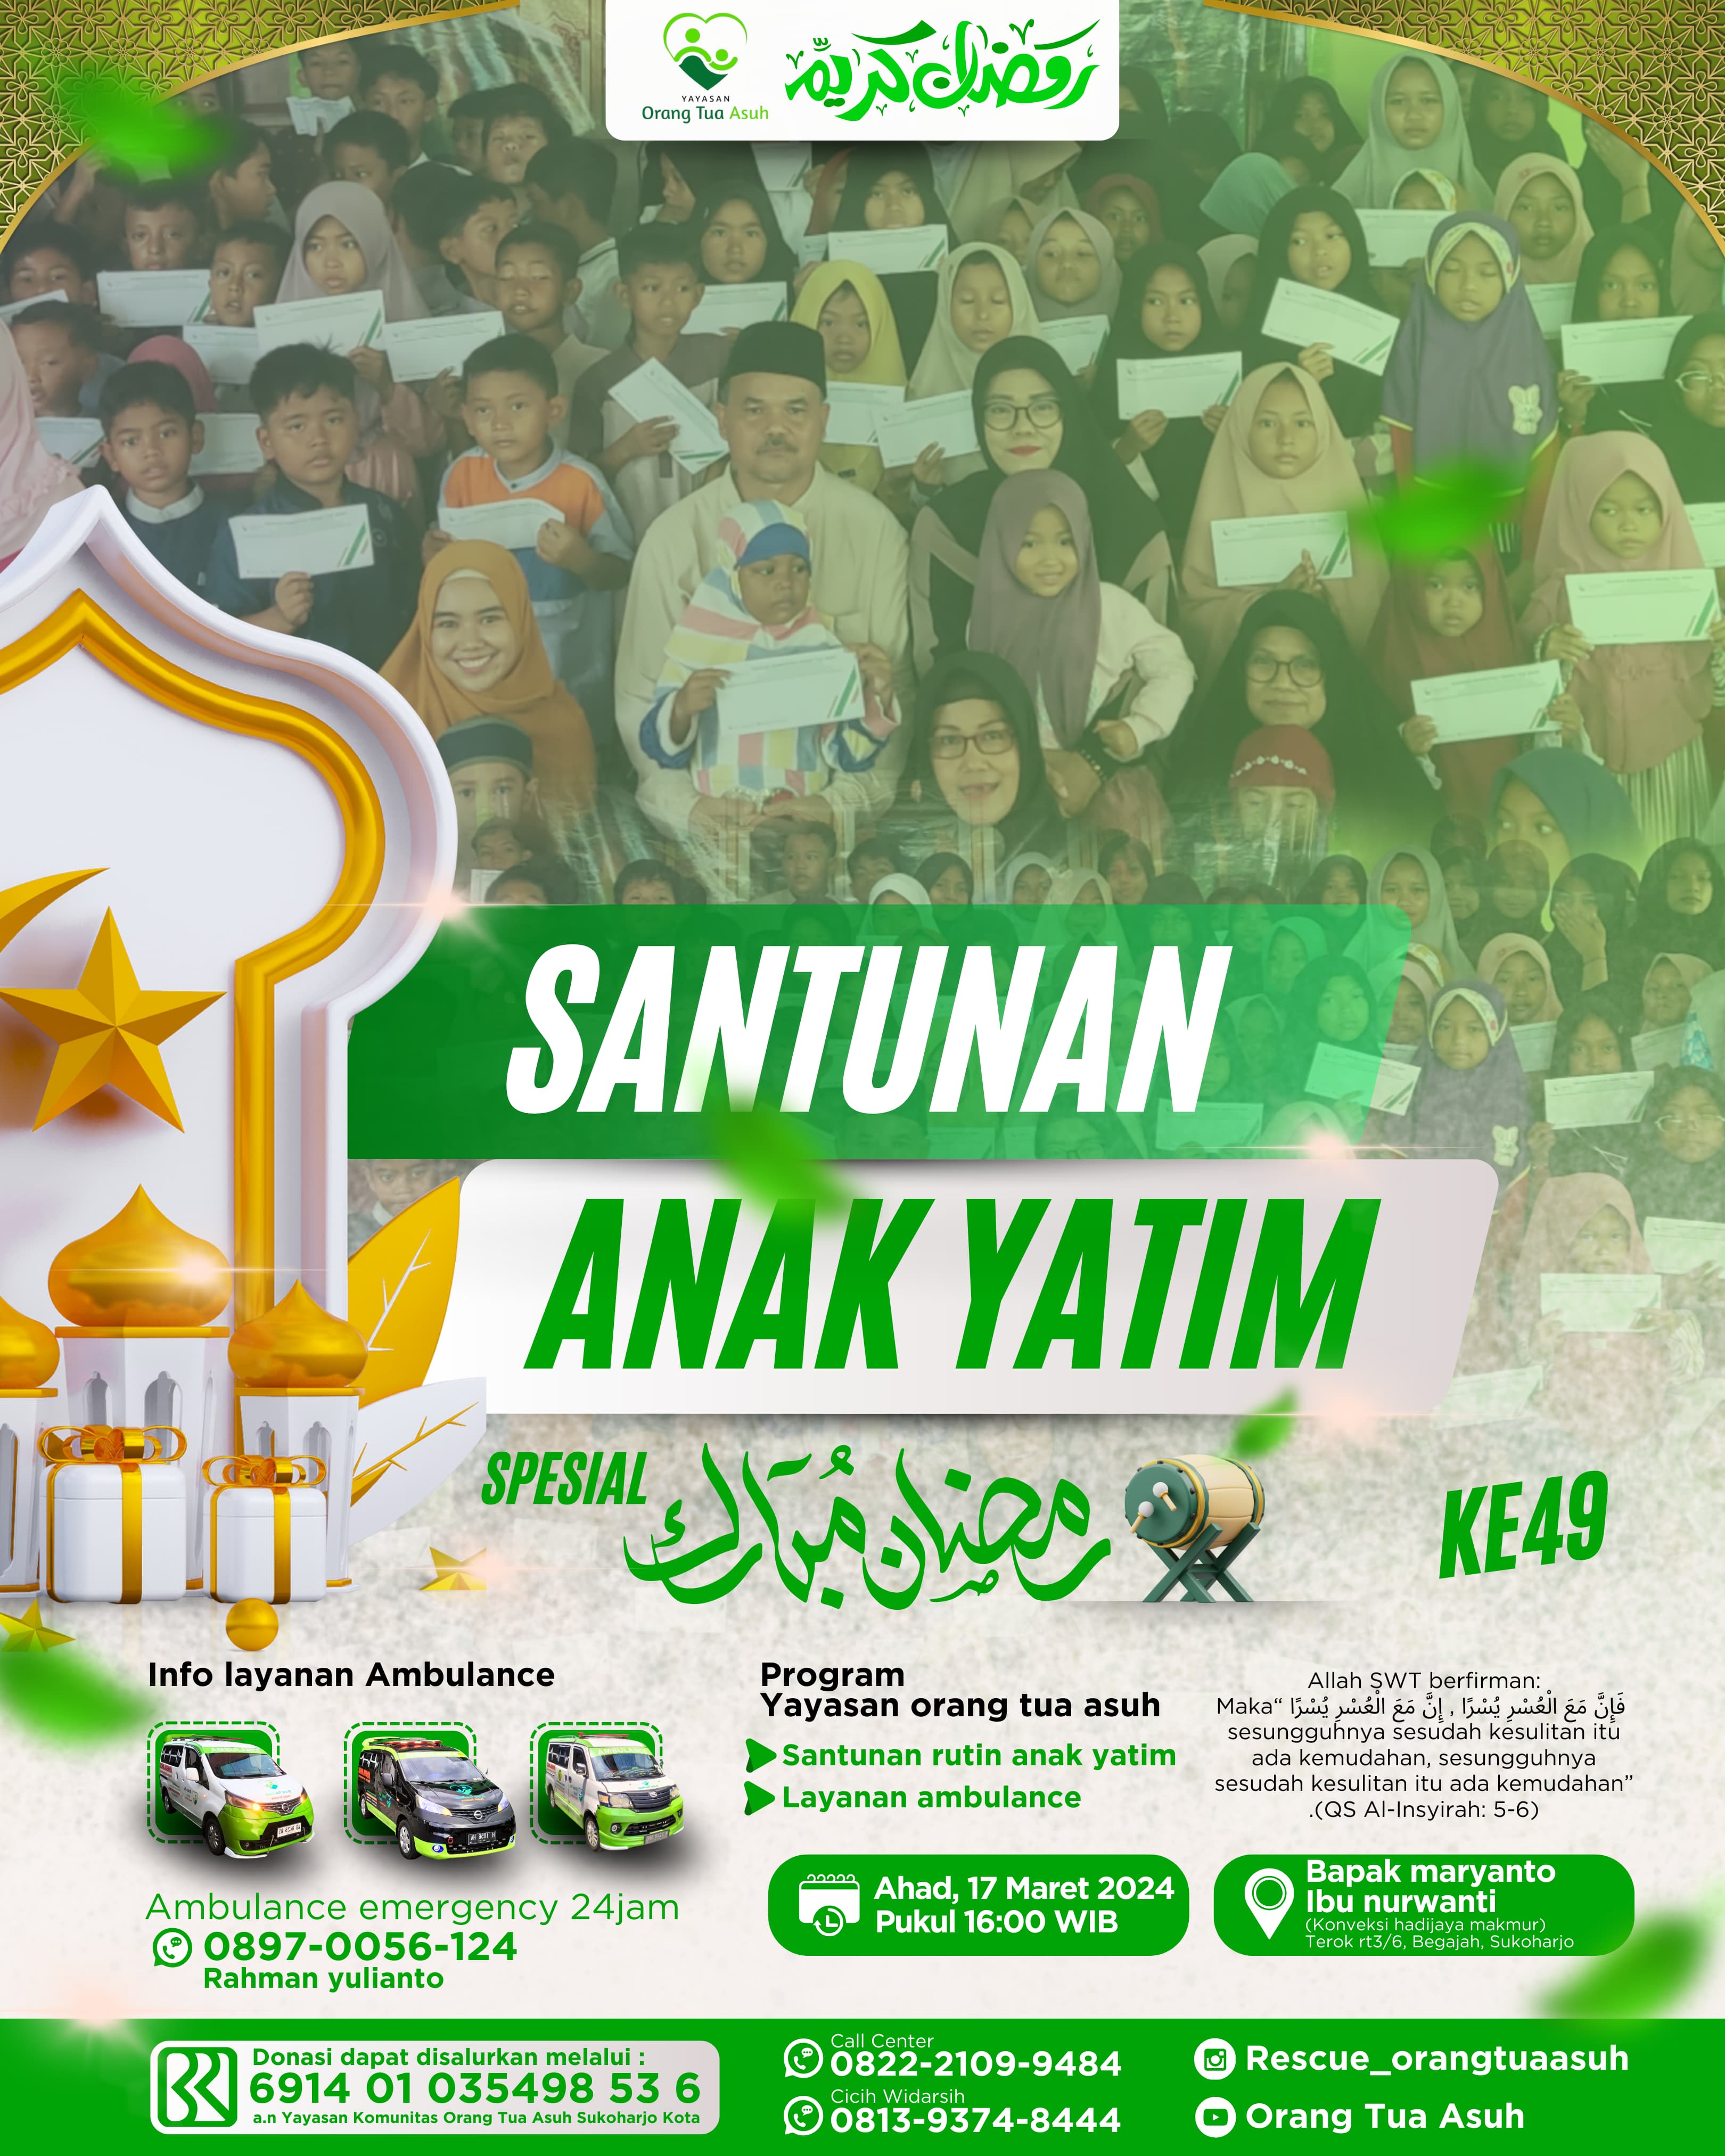 YAYASAN
Orang Tua Asuh
رمضان كريم
SANTUNAN
ANAK YATIM
SPESIAL
رمضان مُبارك
KE49
Info layanan Ambulance
Ambulance emergency 24jam
0897-0056-124
Rahman yulianto
Program
Yayasan orang tua asuh
Santunan rutin anak yatim
Layanan ambulance
Allah SWT berfirman:
Maka“ فَإِنَّ مَعَ الْعُسْرِ يُسْرًا , إِنَّ مَعَ الْعُسْرِ يُسْرًا
sesungguhnya sesudah kesulitan itu
ada kemudahan, sesungguhnya
sesudah kesulitan itu ada kemudahan”
.(QS Al-Insyirah: 5-6)
Ahad, 17 Maret 2024
Pukul 16:00 WIB
Bapak maryanto
Ibu nurwanti
(Konveksi hadijaya makmur)
Terok rt3/6, Begajah, Sukoharjo
Donasi dapat disalurkan melalui :
6914 01 035498 53 6
a.n Yayasan Komunitas Orang Tua Asuh Sukoharjo Kota
Call Center
0822-2109-9484
Cicih Widarsih
0813-9374-8444
Rescue_orangtuaasuh
Orang Tua Asuh